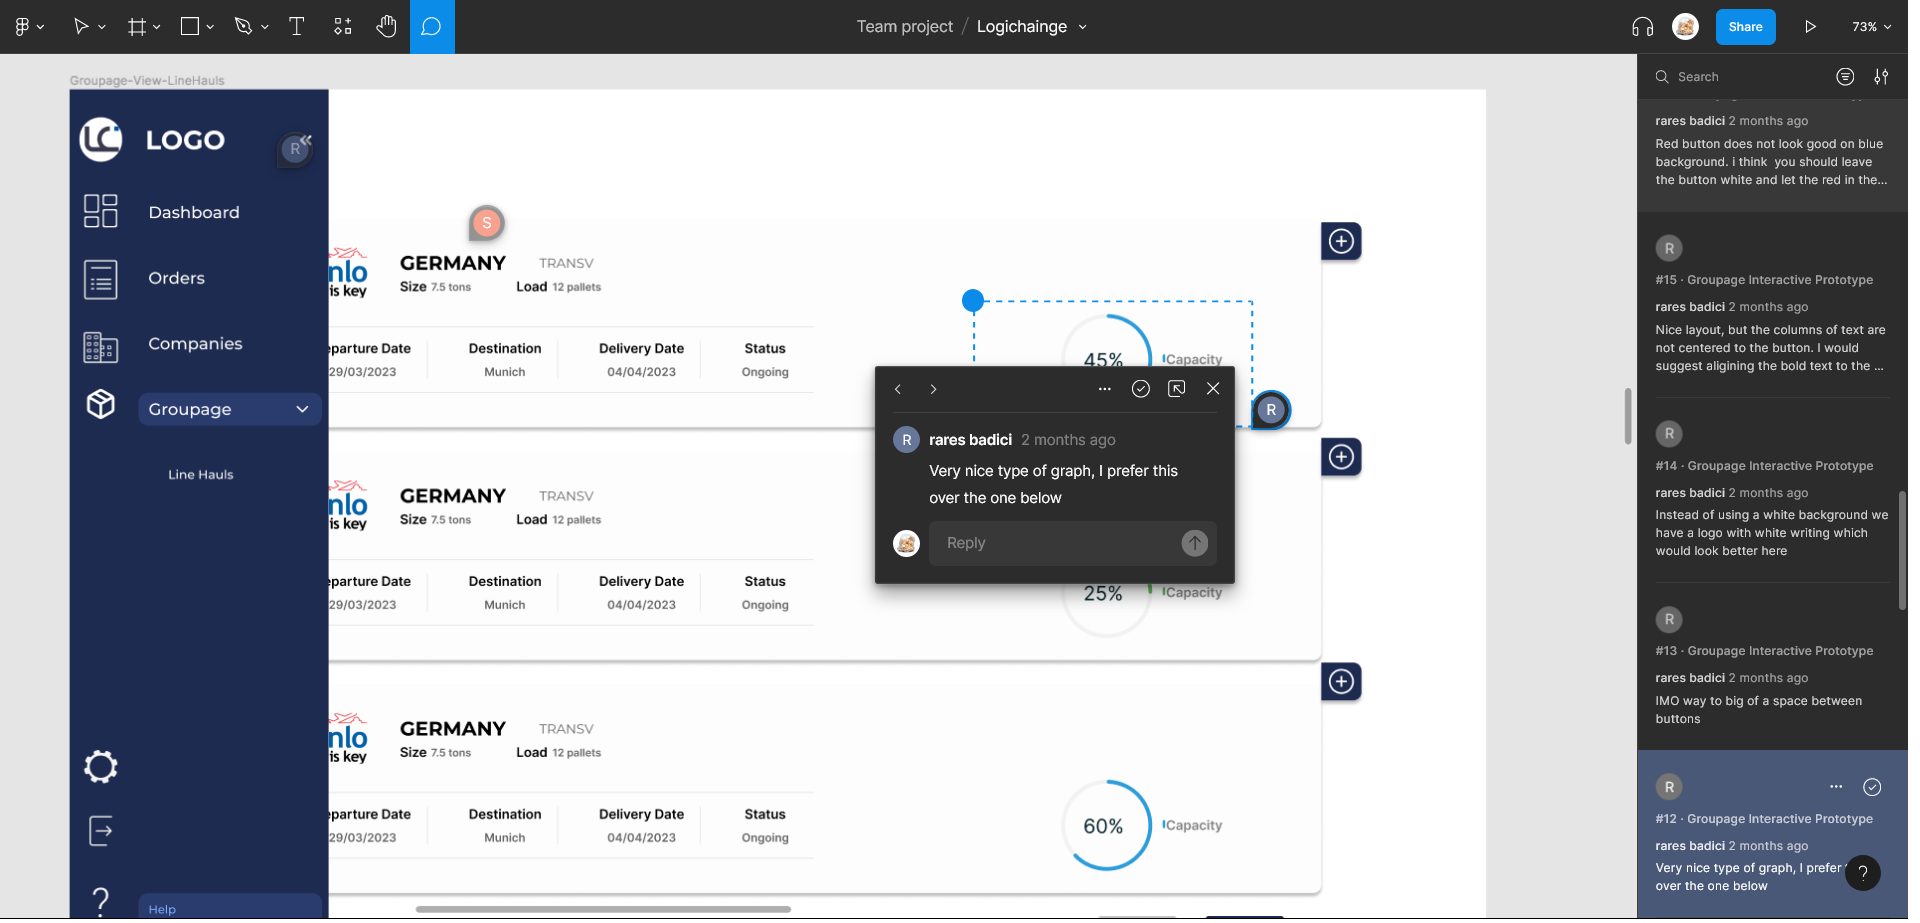 Team project / Logichainge
Share
73%
Groupage-View-LineHauls
LC
LOGO
R
Dashboard
Orders
Companies
Groupage
Line Hauls
?
Help
S
nlo
is key
GERMANY
TRANSV
Size 7.5 tons
Load 12 pallets
parture Date
Destination
Delivery Date
Status
29/03/2023
Munich
04/04/2023
Ongoing
45%
Capacity
R
R
rares badici 2 months ago
Very nice type of graph, I prefer this
over the one below
Reply
nlo
is key
GERMANY
TRANSV
Size 7.5 tons
Load 12 pallets
parture Date
Destination
Delivery Date
Status
29/03/2023
Munich
04/04/2023
Ongoing
25%
Capacity
nlo
is key
GERMANY
TRANSV
Size 7.5 tons
Load 12 pallets
parture Date
Destination
Delivery Date
Status
29/03/2023
Munich
04/04/2023
Ongoing
60%
Capacity
Search
rares badici 2 months ago
Red button does not look good on blue
background. i think you should leave
the button white and let the red in the...
R
#15 · Groupage Interactive Prototype
rares badici 2 months ago
Nice layout, but the columns of text are
not centered to the button. I would
suggest aligining the bold text to the ...
R
#14 · Groupage Interactive Prototype
rares badici 2 months ago
Instead of using a white background we
have a logo with white writing which
would look better here
R
#13 · Groupage Interactive Prototype
rares badici 2 months ago
IMO way to big of a space between
buttons
R
#12 · Groupage Interactive Prototype
rares badici 2 months ago
Very nice type of graph, I prefer
over the one below
?